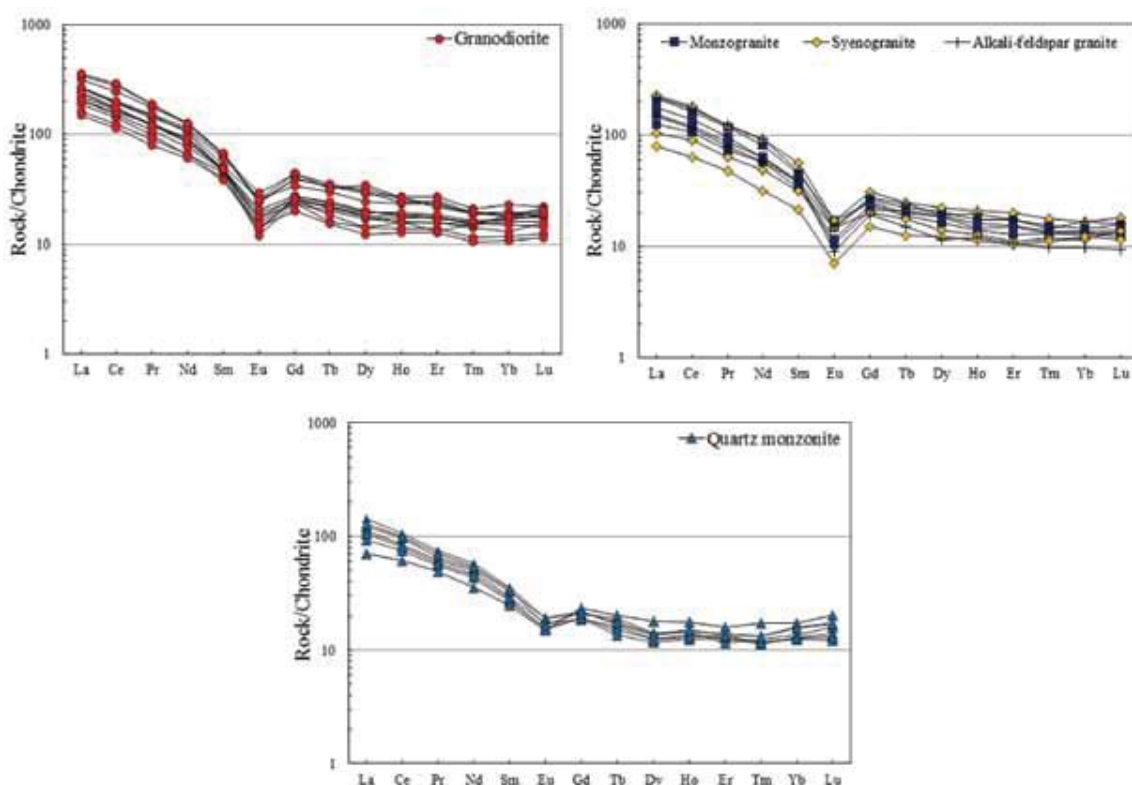 1000
Granodiorite
100
10
1
Rock/Chondrite
La Ce Pr Nd Sm Eu Gd Tb Dy Ho Er Tm Yb Lu
1000
Monzogranite Syenogranite Alkali-feldspar granite
100
10
1
Rock/Chondrite
La Ce Pr Nd Sm Eu Gd Tb Dy Ho Er Tm Yb Lu
1000
Quartz monzonite
100
10
1
Rock/Chondrite
La Ce Pr Nd Sm Eu Gd Tb Dy Ho Er Tm Yb Lu